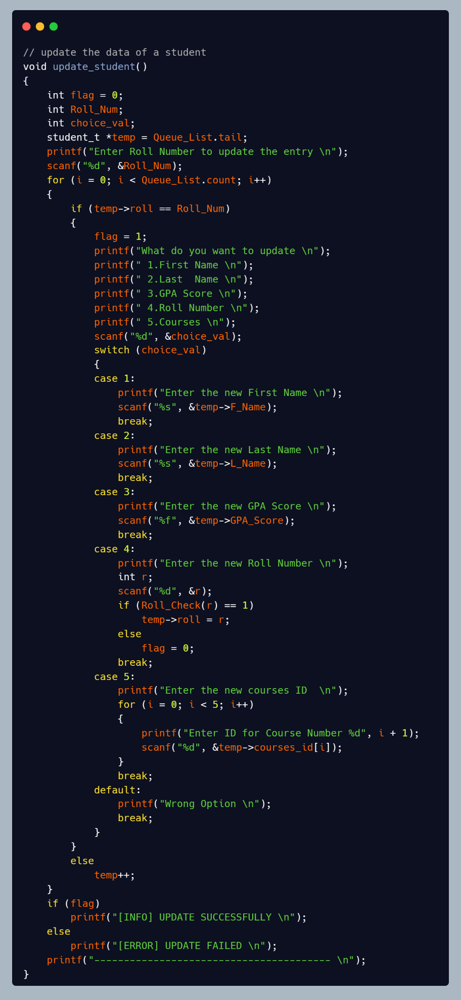 // update the data of a student
void update_student()
{
    int flag = 0;
    int Roll_Num;
    int choice_val;
    student_t *temp = Queue_List.tail;
    printf("Enter Roll Number to update the entry \n");
    scanf("%d", &Roll_Num);
    for (i = 0; i < Queue_List.count; i++)
    {
        if (temp->roll == Roll_Num)
        {
            flag = 1;
            printf("What do you want to update \n");
            printf(" 1.First Name \n");
            printf(" 2.Last  Name \n");
            printf(" 3.GPA Score \n");
            printf(" 4.Roll Number \n");
            printf(" 5.Courses \n");
            scanf("%d", &choice_val);
            switch (choice_val)
            {
            case 1:
                printf("Enter the new First Name \n");
                scanf("%s", &temp->F_Name);
                break;
            case 2:
                printf("Enter the new Last Name \n");
                scanf("%s", &temp->L_Name);
                break;
            case 3:
                printf("Enter the new GPA Score \n");
                scanf("%f", &temp->GPA_Score);
                break;
            case 4:
                printf("Enter the new Roll Number \n");
                int r;
                scanf("%d", &r);
                if (Roll_Check(r) == 1)
                    temp->roll = r;
                else
                    flag = 0;
                break;
            case 5:
                printf("Enter the new courses ID  \n");
                for (i = 0; i < 5; i++)
                {
                    printf("Enter ID for Course Number %d", i + 1);
                    scanf("%d", &temp->courses_id[i]);
                }
                break;
            default:
                printf("Wrong Option \n");
                break;
            }
        }
        else
            temp++;
    }
    if (flag)
        printf("[INFO] UPDATE SUCCESSFULLY \n");
    else
        printf("[ERROR] UPDATE FAILED \n");
    printf("---------------------------------------- \n");
}